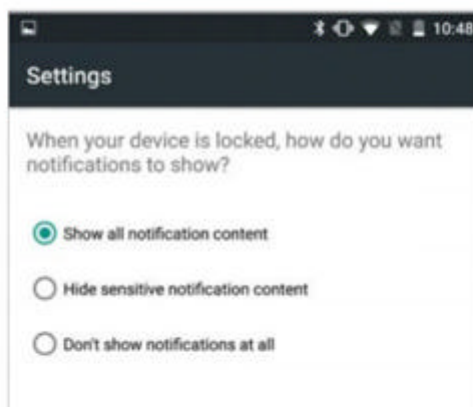 10:48
Settings
When your device is locked, how do you want
notifications to show?
Show all notification content
Hide sensitive notification content
Don't show notifications at all